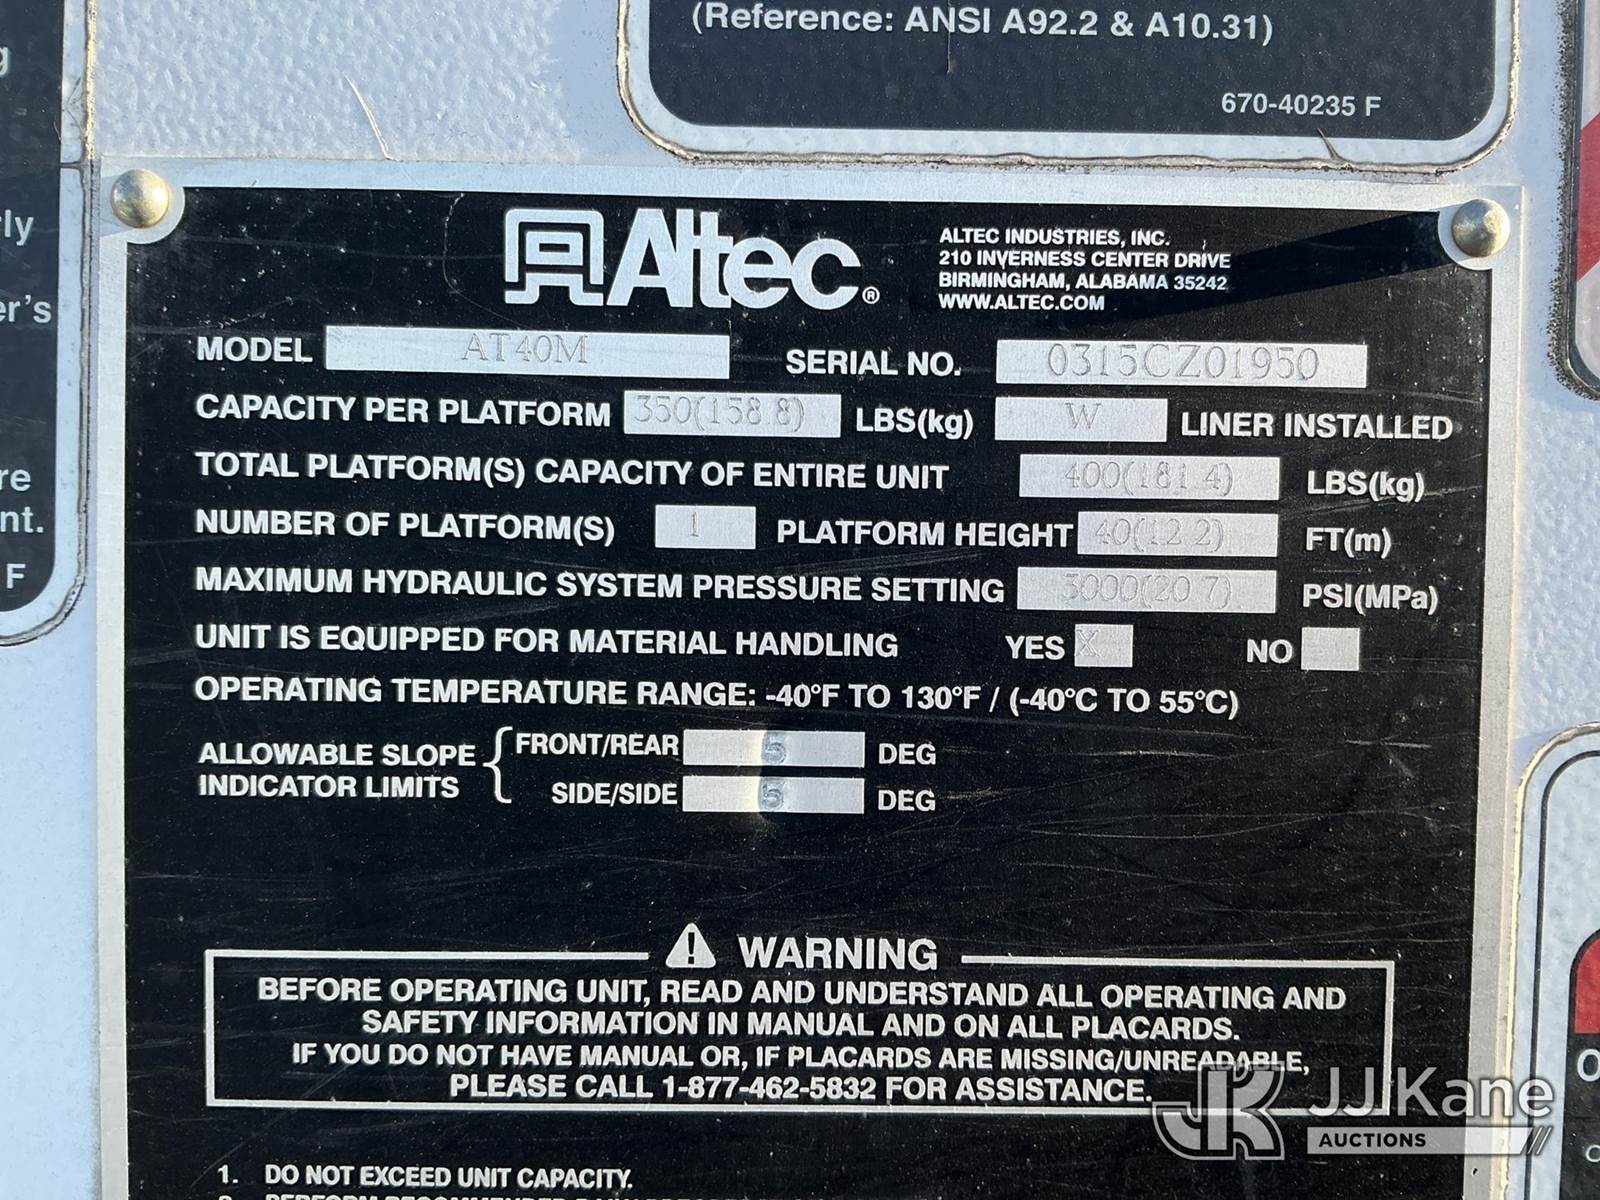 (Reference: ANSI A92.2 & A10.31)
670-40235 F
rly
er's
re
nt.
F
Altec®
ALTEC INDUSTRIES, INC.
210 INVERNESS CENTER DRIVE
BIRMINGHAM, ALABAMA 35242
WWW.ALTEC.COM
MODEL AT40M SERIAL NO. 0315CZ01950
CAPACITY PER PLATFORM 350(158.8) LBS(kg) W LINER INSTALLED
TOTAL PLATFORM(S) CAPACITY OF ENTIRE UNIT 400(181.4) LBS(kg)
NUMBER OF PLATFORM(S) 1 PLATFORM HEIGHT 40(12.2) FT(m)
MAXIMUM HYDRAULIC SYSTEM PRESSURE SETTING 3000(20.7) PSI(MPa)
UNIT IS EQUIPPED FOR MATERIAL HANDLING YES X NO
OPERATING TEMPERATURE RANGE: -40°F TO 130°F / (-40°C TO 55°C)
ALLOWABLE SLOPE INDICATOR LIMITS
FRONT/REAR 5 DEG
SIDE/SIDE 5 DEG
WARNING
BEFORE OPERATING UNIT, READ AND UNDERSTAND ALL OPERATING AND
SAFETY INFORMATION IN MANUAL AND ON ALL PLACARDS.
IF YOU DO NOT HAVE MANUAL OR, IF PLACARDS ARE MISSING/UNREADABLE,
PLEASE CALL 1-877-462-5832 FOR ASSISTANCE.
1. DO NOT EXCEED UNIT CAPACITY.
JK JJ Kane
AUCTIONS